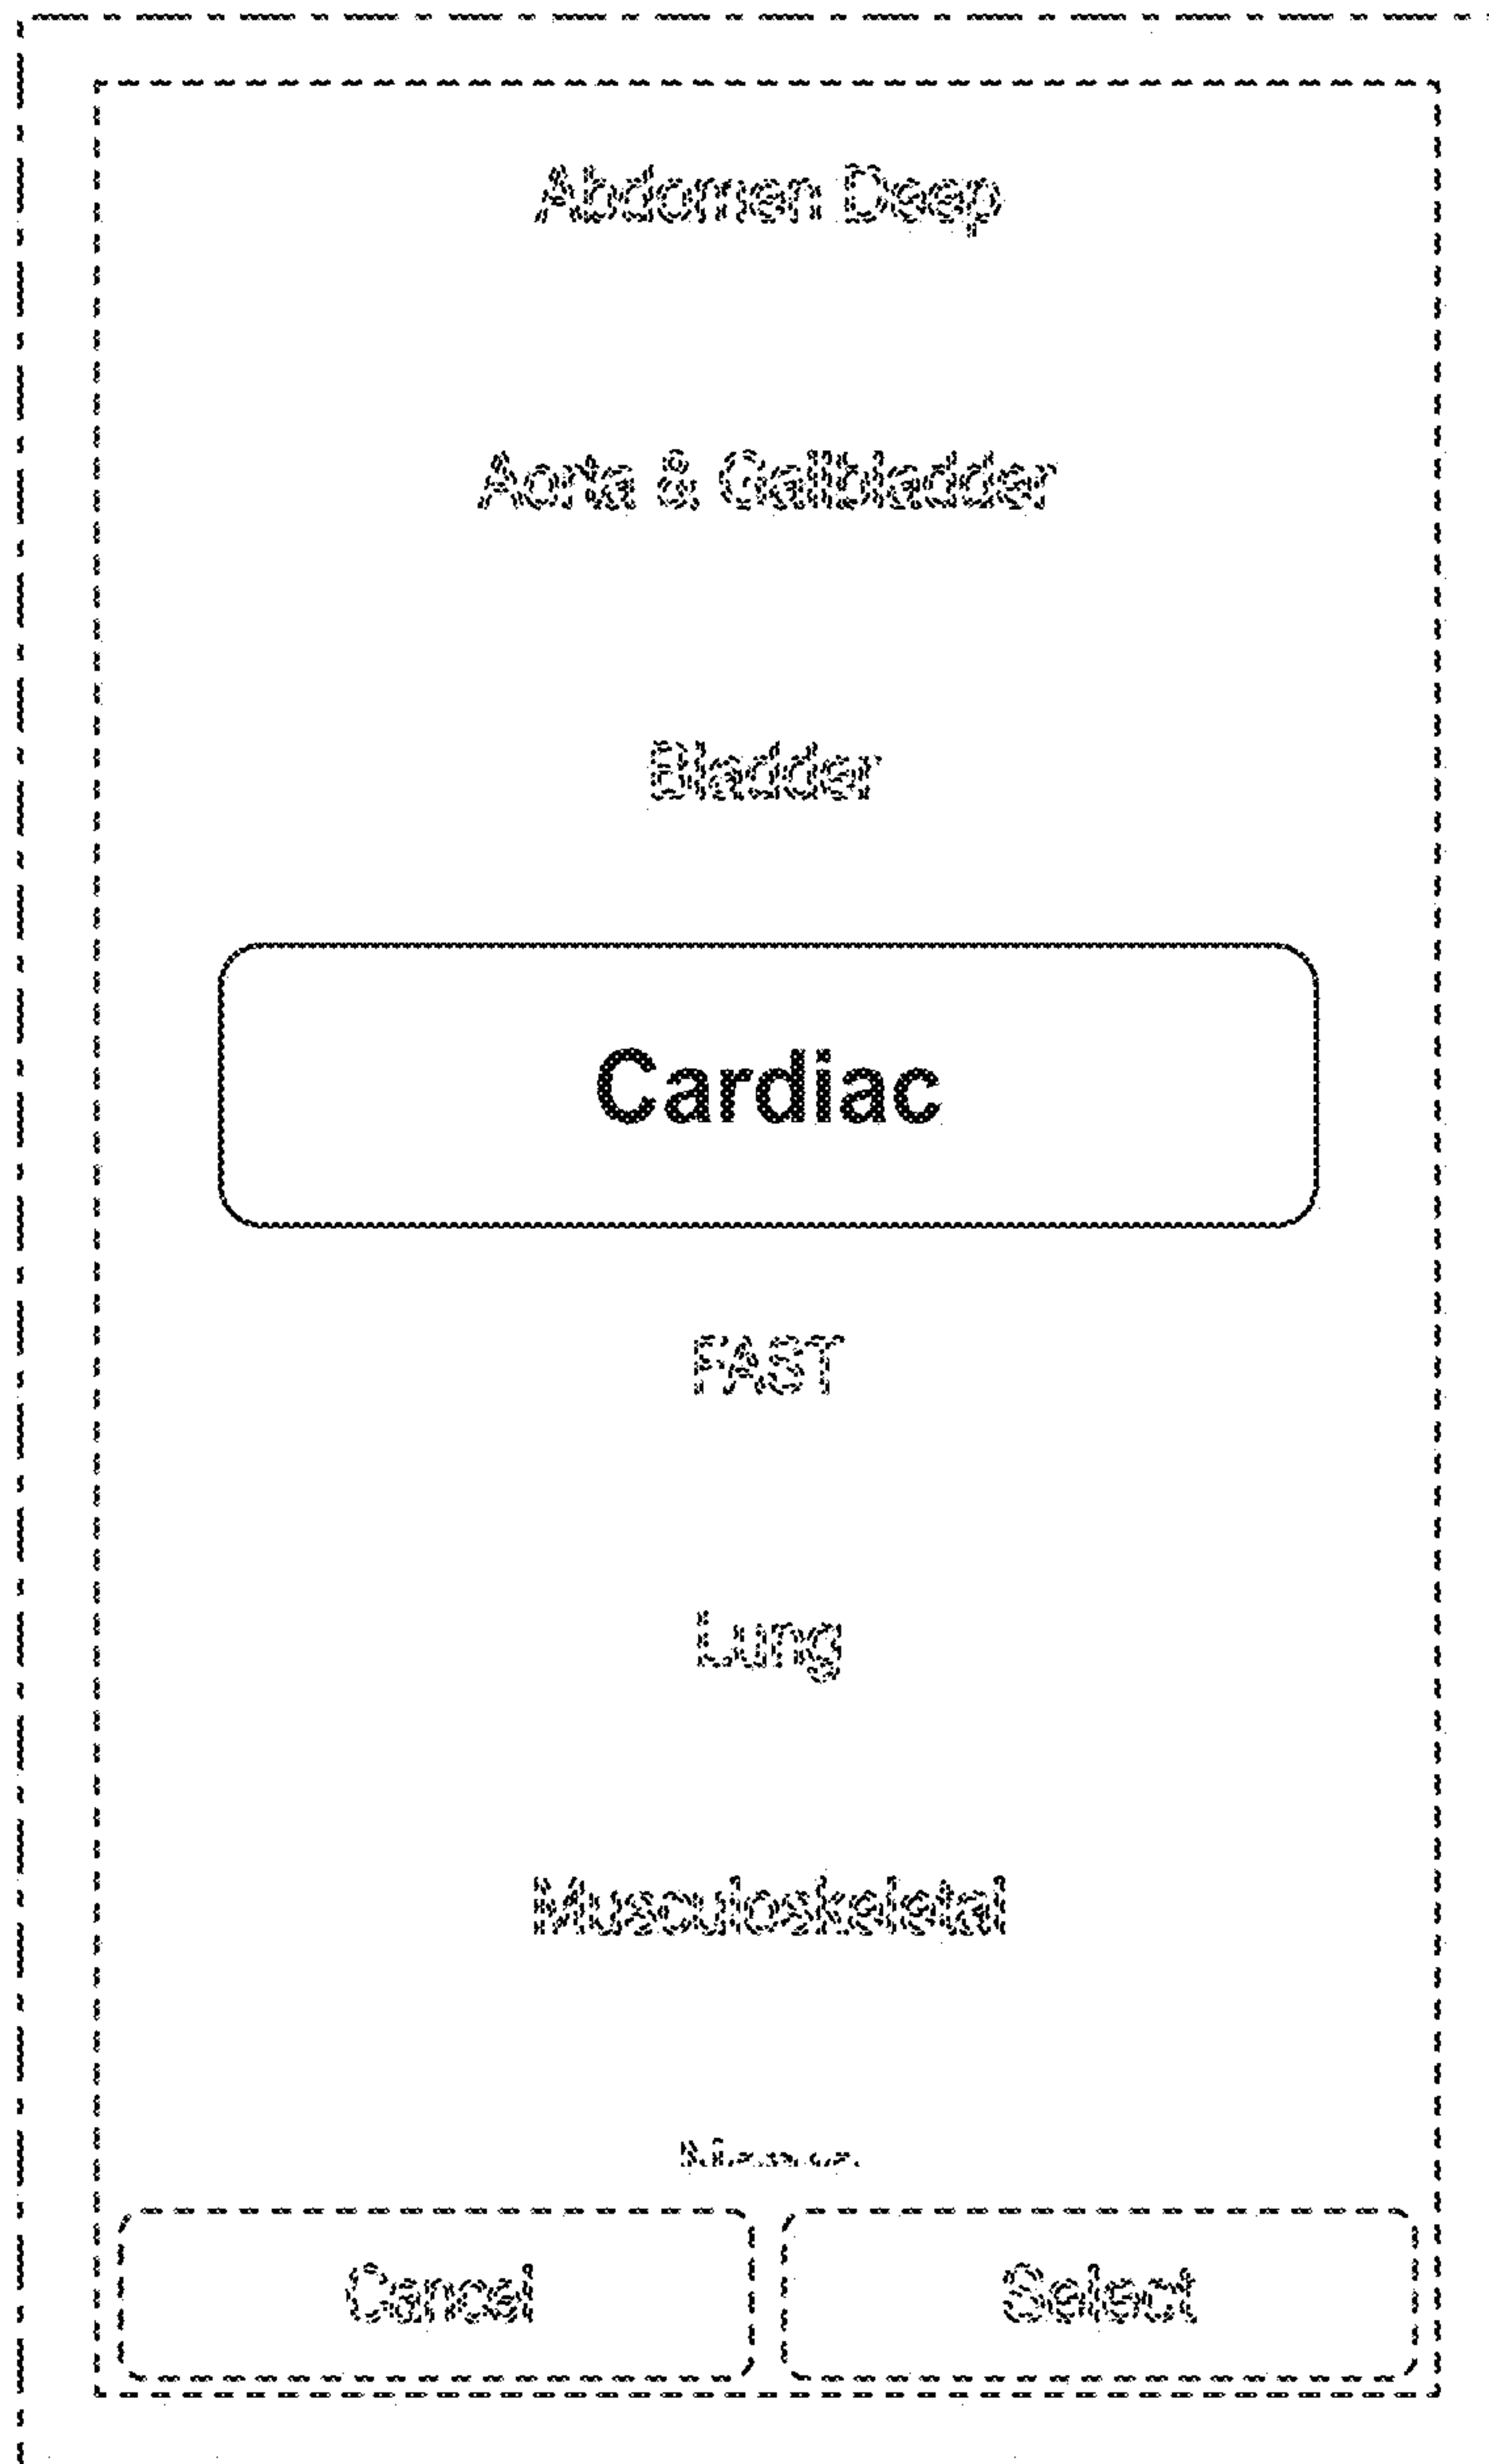 Abdomen Deep
Aorta & Gallbladder
Bladder
Cardiac
FAST
Lung
Musculoskeletal
Cancel Select